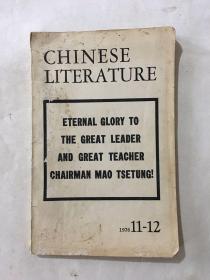 CHINESE
LITERATURE
ETERNAL GLORY TO
THE GREAT LEADER
AND GREAT TEACHER
CHAIRMAN MAO TSETUNG!
1976 11-12